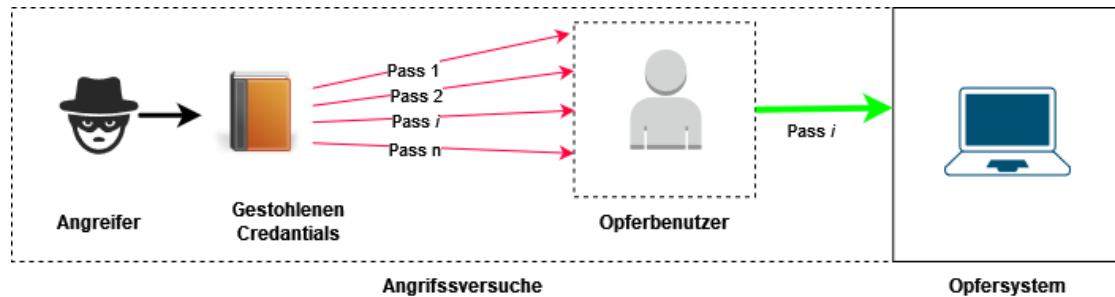 Pass 1
Pass 2
Pass i
Pass n
Pass i
Angreifer
Gestohlenen
Credantials
Opferbenutzer
Angrifssversuche
Opfersystem